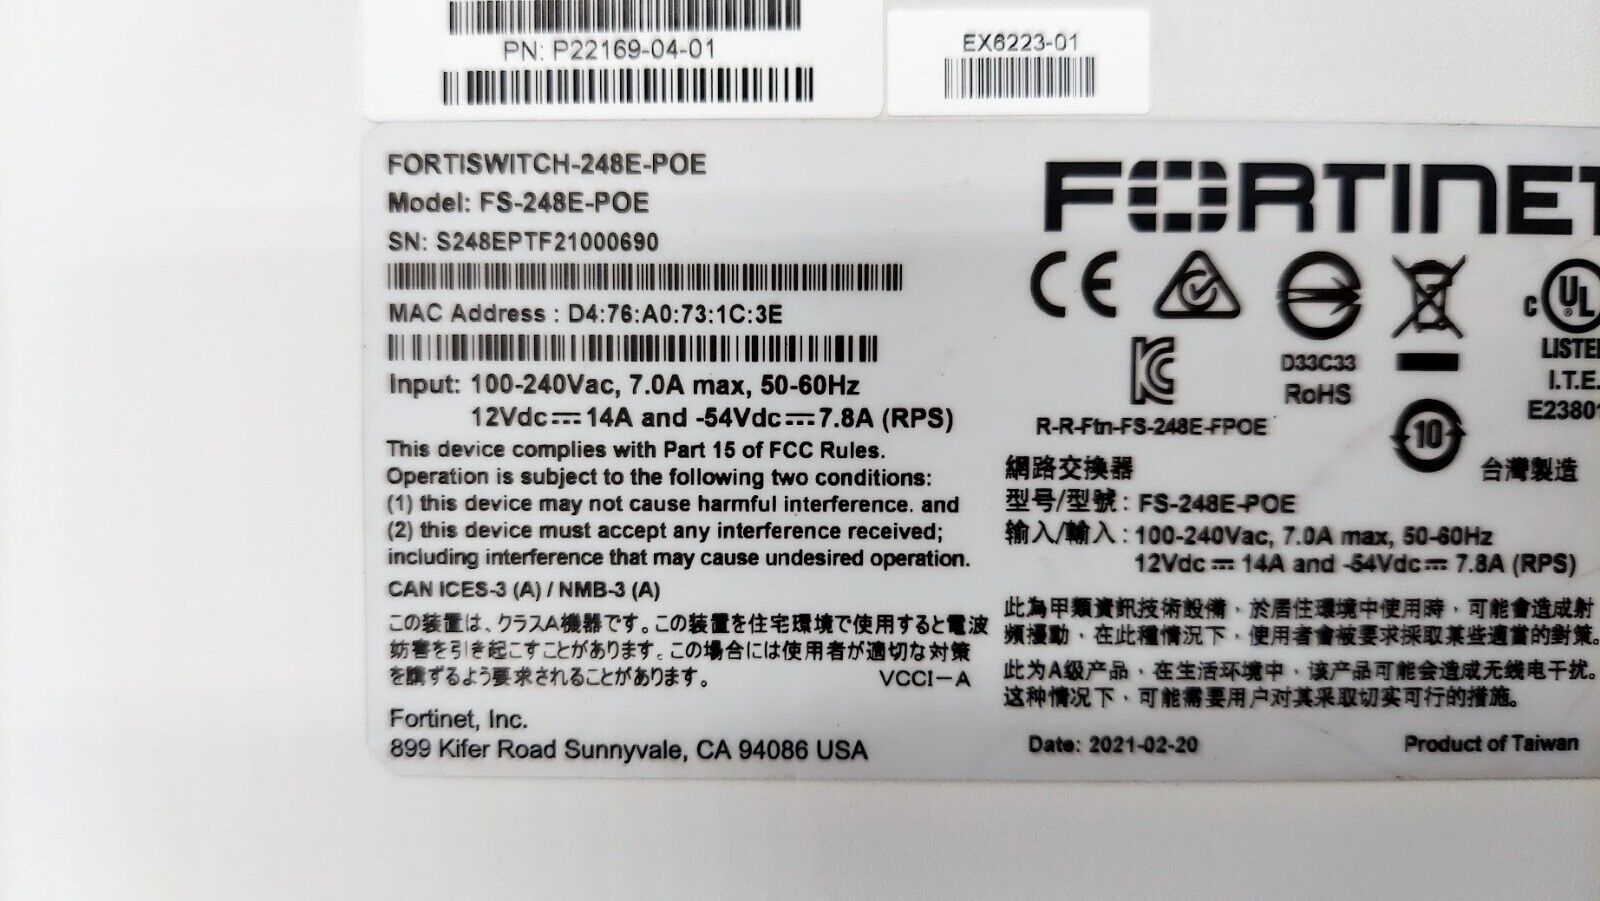 PN: P22169-04-01
EX6223-01
FORTISWITCH-248E-POE
Model: FS-248E-POE
SN: S248EPTF21000690
MAC Address : D4:76:A0:73:1C:3E
Input: 100-240Vac, 7.0A max, 50-60Hz
12Vdc⎓14A and -54Vdc⎓7.8A (RPS)
This device complies with Part 15 of FCC Rules.
Operation is subject to the following two conditions:
(1) this device may not cause harmful interference. and
(2) this device must accept any interference received;
including interference that may cause undesired operation.
CAN ICES-3 (A) / NMB-3 (A)
この装置は、クラスA機器です。この装置を住宅環境で使用すると電波
妨害を引き起こすことがあります。この場合には使用者が適切な対策
を講ずるよう要求されることがあります。 VCCI-A
Fortinet, Inc.
899 Kifer Road Sunnyvale, CA 94086 USA
FORTINET
CE
D33C33
RoHS
c UL ®
LISTE
I.T.E.
E23801
KC
R-R-Ftn-FS-248E-FPOE
10
網路交換器
台灣製造
型号/型號 : FS-248E-POE
输入/輸入 : 100-240Vac, 7.0A max, 50-60Hz
12Vdc ⎓ 14A and -54Vdc⎓ 7.8A (RPS)
此為甲類資訊技術設備，於居住環境中使用時，可能會造成射
頻擾動，在此種情況下，使用者會被要求採取某些適當的對策。
此为A级产品，在生活环境中，该产品可能会造成无线电干扰。
这种情况下，可能需要用户对其采取切实可行的措施。
Date: 2021-02-20
Product of Taiwan